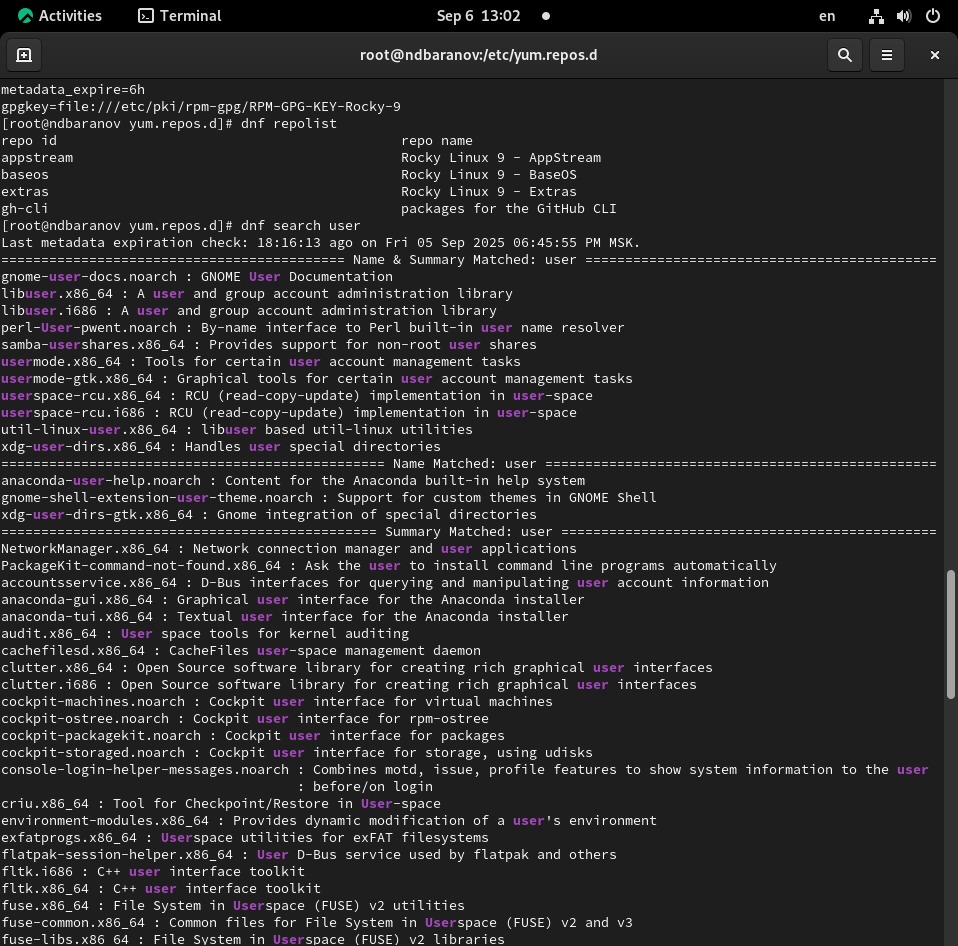 Activities Terminal Sep 6 13:02 en
root@ndbaranov:/etc/yum.repos.d
metadata_expire=6h
gpgkey=file:///etc/pki/rpm-gpg/RPM-GPG-KEY-Rocky-9
[root@ndbaranov yum.repos.d]# dnf repolist
repo id repo name
appstream Rocky Linux 9 - AppStream
baseos Rocky Linux 9 - BaseOS
extras Rocky Linux 9 - Extras
gh-cli packages for the GitHub CLI
[root@ndbaranov yum.repos.d]# dnf search user
Last metadata expiration check: 18:16:13 ago on Fri 05 Sep 2025 06:45:55 PM MSK.
=========================================== Name & Summary Matched: user ============================================
gnome-user-docs.noarch : GNOME User Documentation
libuser.x86_64 : A user and group account administration library
libuser.i686 : A user and group account administration library
perl-User-pwent.noarch : By-name interface to Perl built-in user name resolver
samba-usershares.x86_64 : Provides support for non-root user shares
usermode.x86_64 : Tools for certain user account management tasks
usermode-gtk.x86_64 : Graphical tools for certain user account management tasks
userspace-rcu.x86_64 : RCU (read-copy-update) implementation in user-space
userspace-rcu.i686 : RCU (read-copy-update) implementation in user-space
util-linux-user.x86_64 : libuser based util-linux utilities
xdg-user-dirs.x86_64 : Handles user special directories
================================================ Name Matched: user =================================================
anaconda-user-help.noarch : Content for the Anaconda built-in help system
gnome-shell-extension-user-theme.noarch : Support for custom themes in GNOME Shell
xdg-user-dirs-gtk.x86_64 : Gnome integration of special directories
=============================================== Summary Matched: user ===============================================
NetworkManager.x86_64 : Network connection manager and user applications
PackageKit-command-not-found.x86_64 : Ask the user to install command line programs automatically
accountsservice.x86_64 : D-Bus interfaces for querying and manipulating user account information
anaconda-gui.x86_64 : Graphical user interface for the Anaconda installer
anaconda-tui.x86_64 : Textual user interface for the Anaconda installer
audit.x86_64 : User space tools for kernel auditing
cachefilesd.x86_64 : CacheFiles user-space management daemon
clutter.x86_64 : Open Source software library for creating rich graphical user interfaces
clutter.i686 : Open Source software library for creating rich graphical user interfaces
cockpit-machines.noarch : Cockpit user interface for virtual machines
cockpit-ostree.noarch : Cockpit user interface for rpm-ostree
cockpit-packagekit.noarch : Cockpit user interface for packages
cockpit-storaged.noarch : Cockpit user interface for storage, using udisks
console-login-helper-messages.noarch : Combines motd, issue, profile features to show system information to the user
: before/on login
criu.x86_64 : Tool for Checkpoint/Restore in User-space
environment-modules.x86_64 : Provides dynamic modification of a user's environment
exfatprogs.x86_64 : Userspace utilities for exFAT filesystems
flatpak-session-helper.x86_64 : User D-Bus service used by flatpak and others
fltk.i686 : C++ user interface toolkit
fltk.x86_64 : C++ user interface toolkit
fuse.x86_64 : File System in Userspace (FUSE) v2 utilities
fuse-common.x86_64 : Common files for File System in Userspace (FUSE) v2 and v3
fuse-libs.x86_64 : File System in Userspace (FUSE) v2 libraries